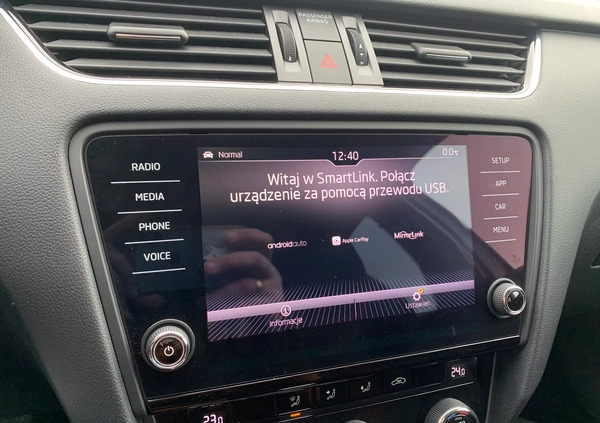 PASSENGER
AIRBAG
RADIO
MEDIA
PHONE
VOICE
Normal
12:40
0.0°C
Witaj w SmartLink. Połącz
urządzenie za pomocą przewodu USB.
androidauto
Apple CarPlay
MirrorLink
Informacje
Ustawien
SETUP
APP
CAR
MENU
23.0
24.0